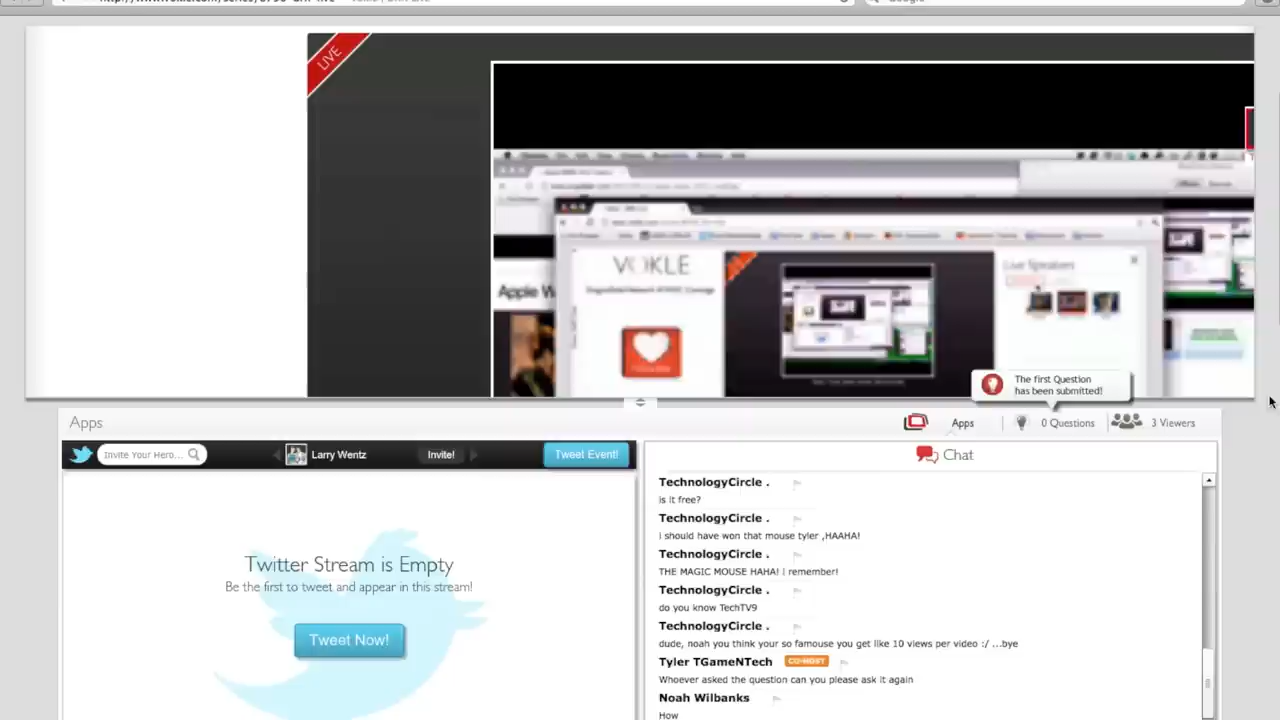 LIVE
VOKLE
Live Speakers
Apple W
The first Question
has been submitted!
Apps
Apps
0 Questions
3 Viewers
Invite Your Hero...
Larry Wentz
Invite!
Tweet Event!
Chat
Twitter Stream is Empty
Be the first to tweet and appear in this stream!
Tweet Now!
TechnologyCircle .
is it free?
TechnologyCircle .
i should have won that mouse tyler ,HAAHA!
TechnologyCircle .
THE MAGIC MOUSE HAHA! I remember!
TechnologyCircle .
do you know TechTV9
TechnologyCircle .
dude, noah you think your so famouse you get like 10 views per video :/ ...bye
Tyler TGameNTech CO-HOST
Whoever asked the question can you please ask it again
Noah Wilbanks
How